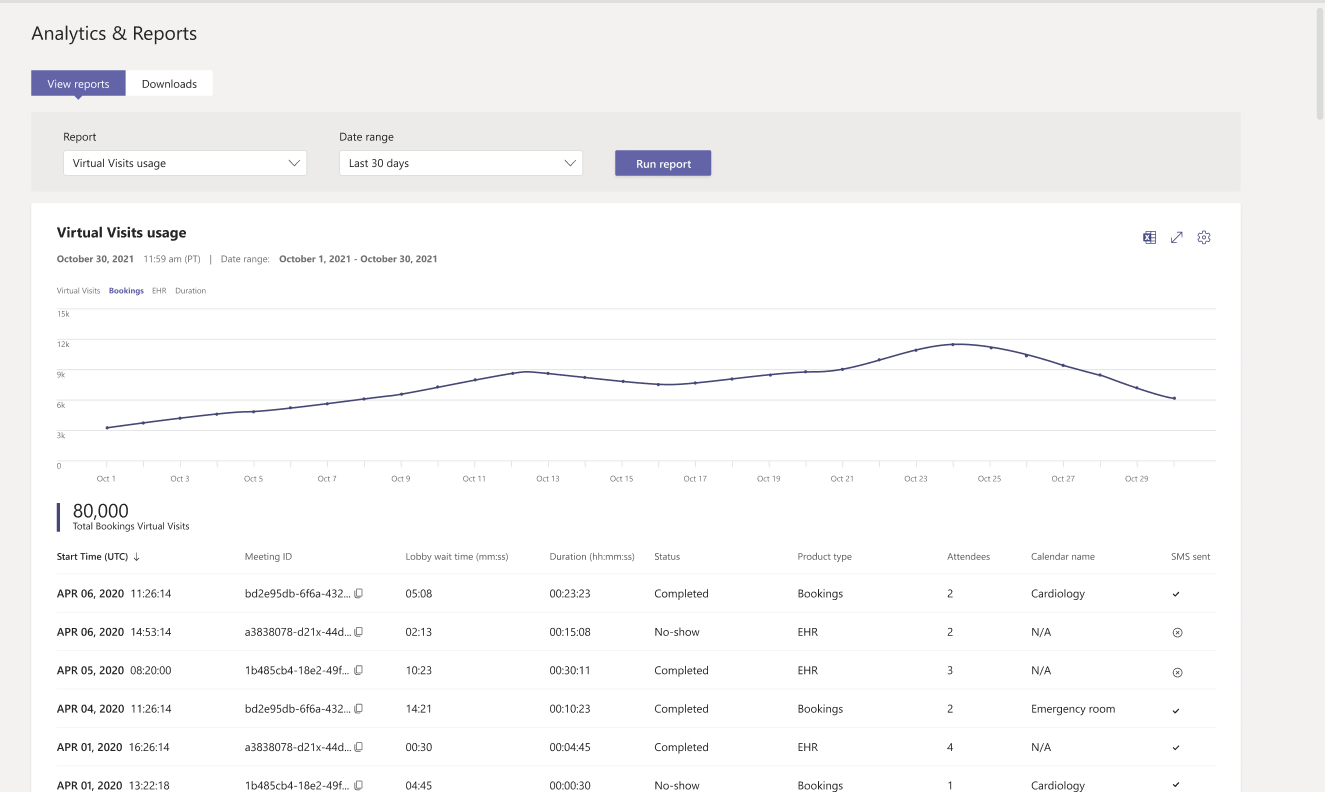 Analytics & Reports
View reports Downloads
Report Date range
Virtual Visits usage Last 30 days Run report
Virtual Visits usage
October 30, 2021 11:59 am (PT) | Date range: October 1, 2021 - October 30, 2021
Virtual Visits Bookings EHR Duration
15k
12k
9k
6k
3k
0
Oct 1 Oct 3 Oct 5 Oct 7 Oct 9 Oct 11 Oct 13 Oct 15 Oct 17 Oct 19 Oct 21 Oct 23 Oct 25 Oct 27 Oct 29
80,000
Total Bookings Virtual Visits
Start Time (UTC) ↓ Meeting ID Lobby wait time (mm:ss) Duration (hh:mm:ss) Status Product type Attendees Calendar name SMS sent
APR 06, 2020 11:26:14 bd2e95db-6f6a-432... 05:08 00:23:23 Completed Bookings 2 Cardiology
APR 06, 2020 14:53:14 a3838078-d21x-44d... 02:13 00:15:08 No-show EHR 2 N/A
APR 05, 2020 08:20:00 1b485cb4-18e2-49f... 10:23 00:30:11 Completed EHR 3 N/A
APR 04, 2020 11:26:14 bd2e95db-6f6a-432... 14:21 00:10:23 Completed Bookings 2 Emergency room
APR 01, 2020 16:26:14 a3838078-d21x-44d... 00:30 00:04:45 Completed EHR 4 N/A
APR 01, 2020 13:22:18 1b485cb4-18e2-49f... 04:45 00:00:30 No-show Bookings 1 Cardiology